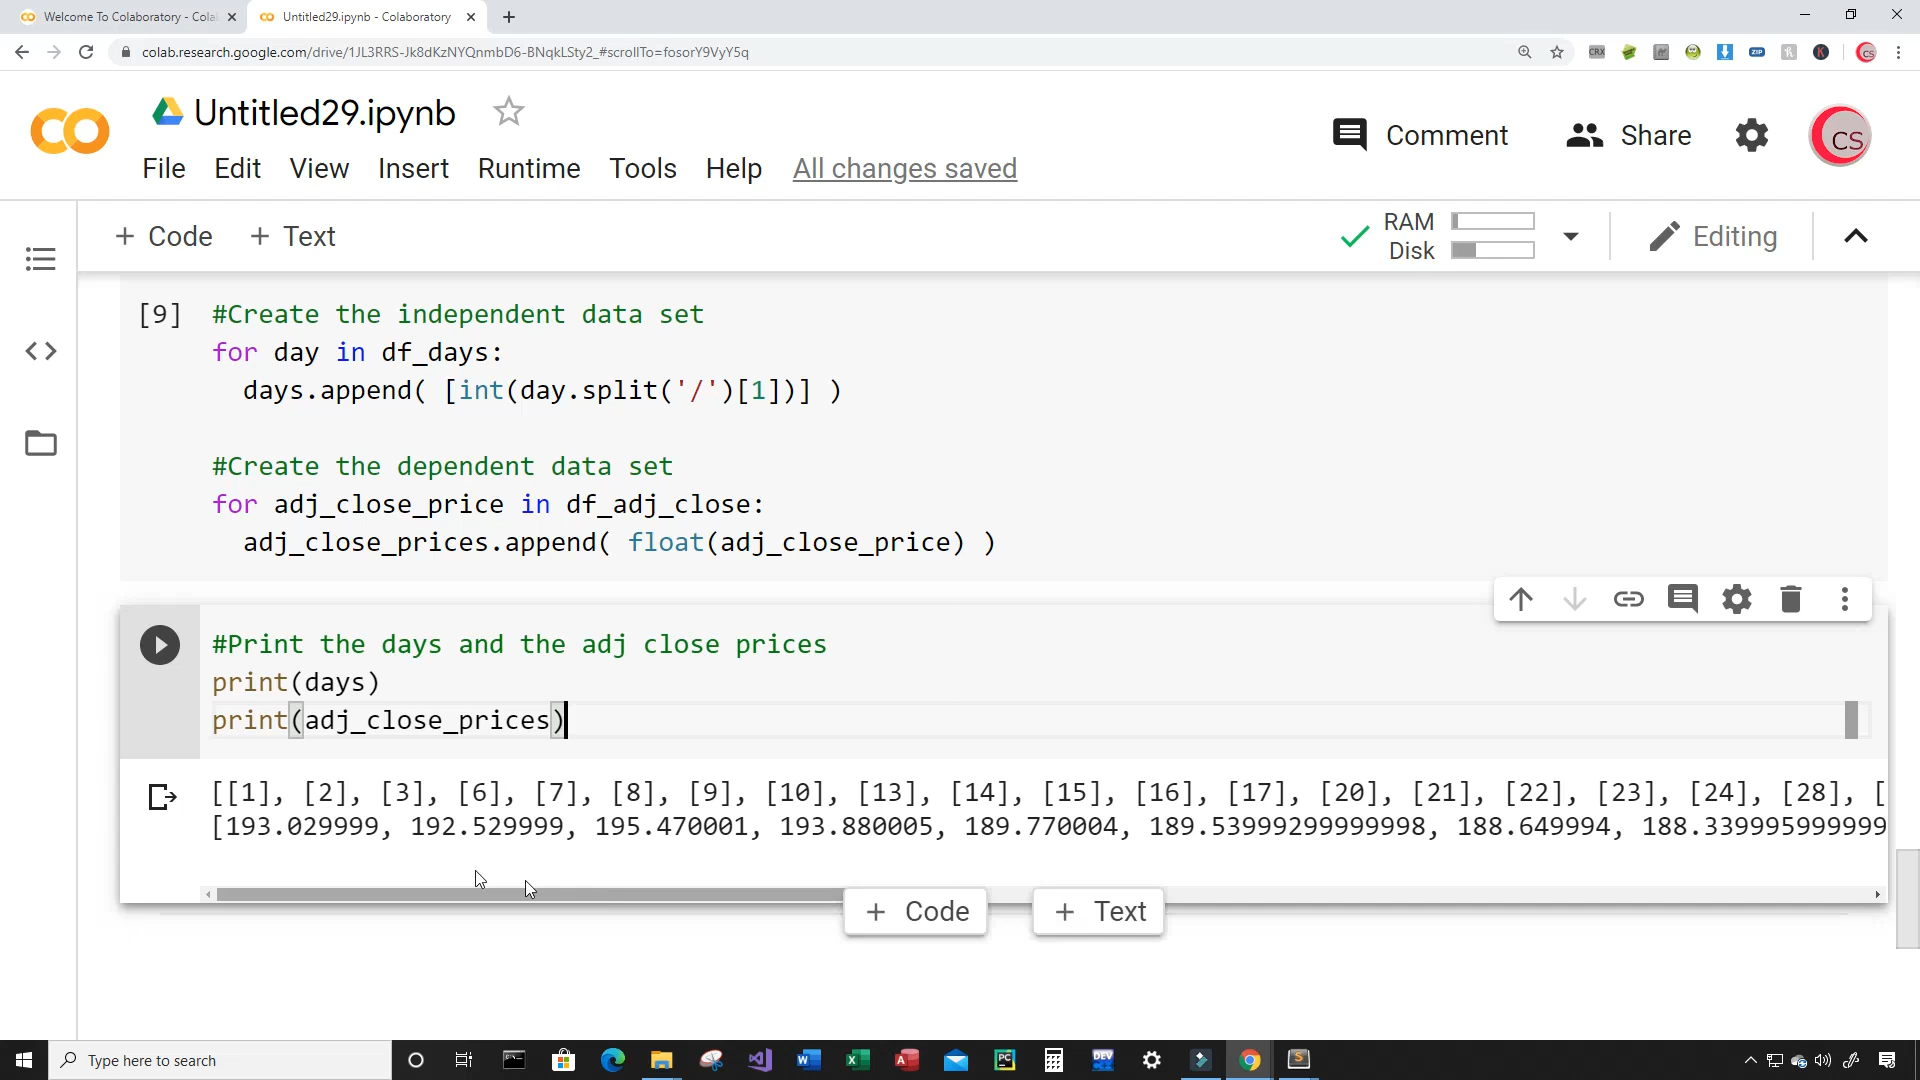 Welcome To Colaboratory - Cola
Untitled29.ipynb - Colaboratory
colab.research.google.com/drive/1JL3RRS-Jk8dKzNYQnmbD6-BNqkLSty2_#scrollTo=fosorY9VyY5q
CRX
ZIP
K
CS
Untitled29.ipynb
Comment
Share
CS
File Edit View Insert Runtime Tools Help All changes saved
+ Code + Text
RAM
Disk
Editing
[9] #Create the independent data set
for day in df_days:
days.append( [int(day.split('/')[1])] )
#Create the dependent data set
for adj_close_price in df_adj_close:
adj_close_prices.append( float(adj_close_price) )
#Print the days and the adj close prices
print(days)
print(adj_close_prices)
[[1], [2], [3], [6], [7], [8], [9], [10], [13], [14], [15], [16], [17], [20], [21], [22], [23], [24], [28], [
[193.029999, 192.529999, 195.470001, 193.880005, 189.770004, 189.53999299999998, 188.649994, 188.339995999999
+ Code + Text
Type here to search
PC
DEV